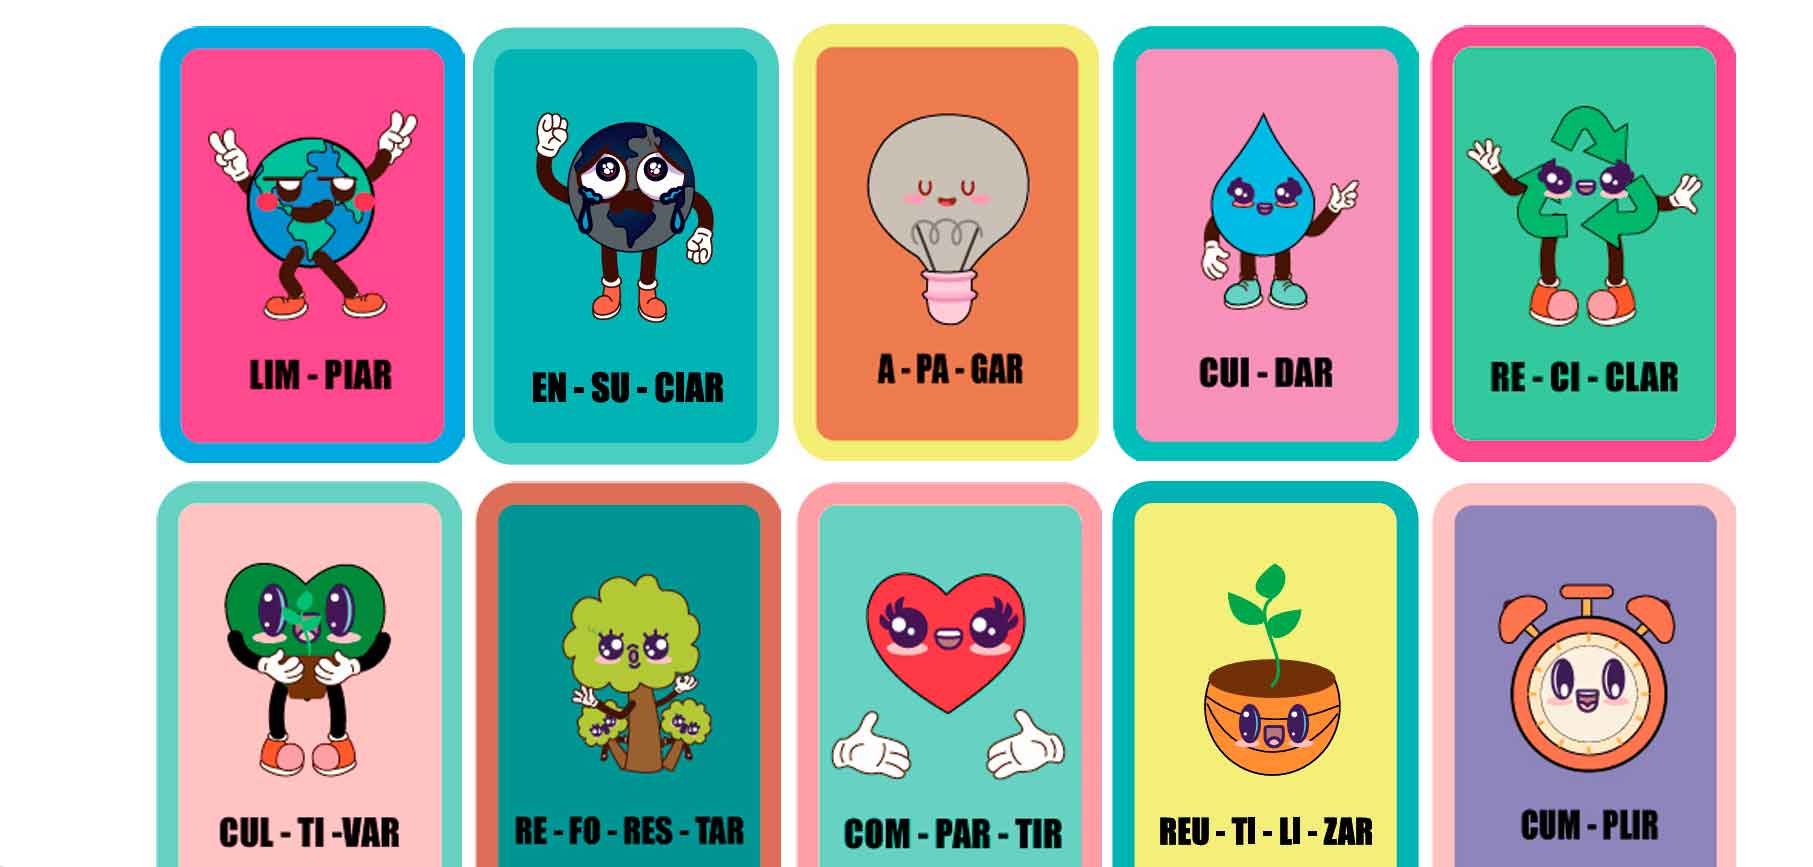 LIM - PIAR
EN - SU - CIAR
A - PA - GAR
CUI - DAR
RE - CI - CLAR
CUL - TI -VAR
RE - FO - RES - TAR
COM - PAR - TIR
REU - TI - LI - ZAR
CUM - PLIR